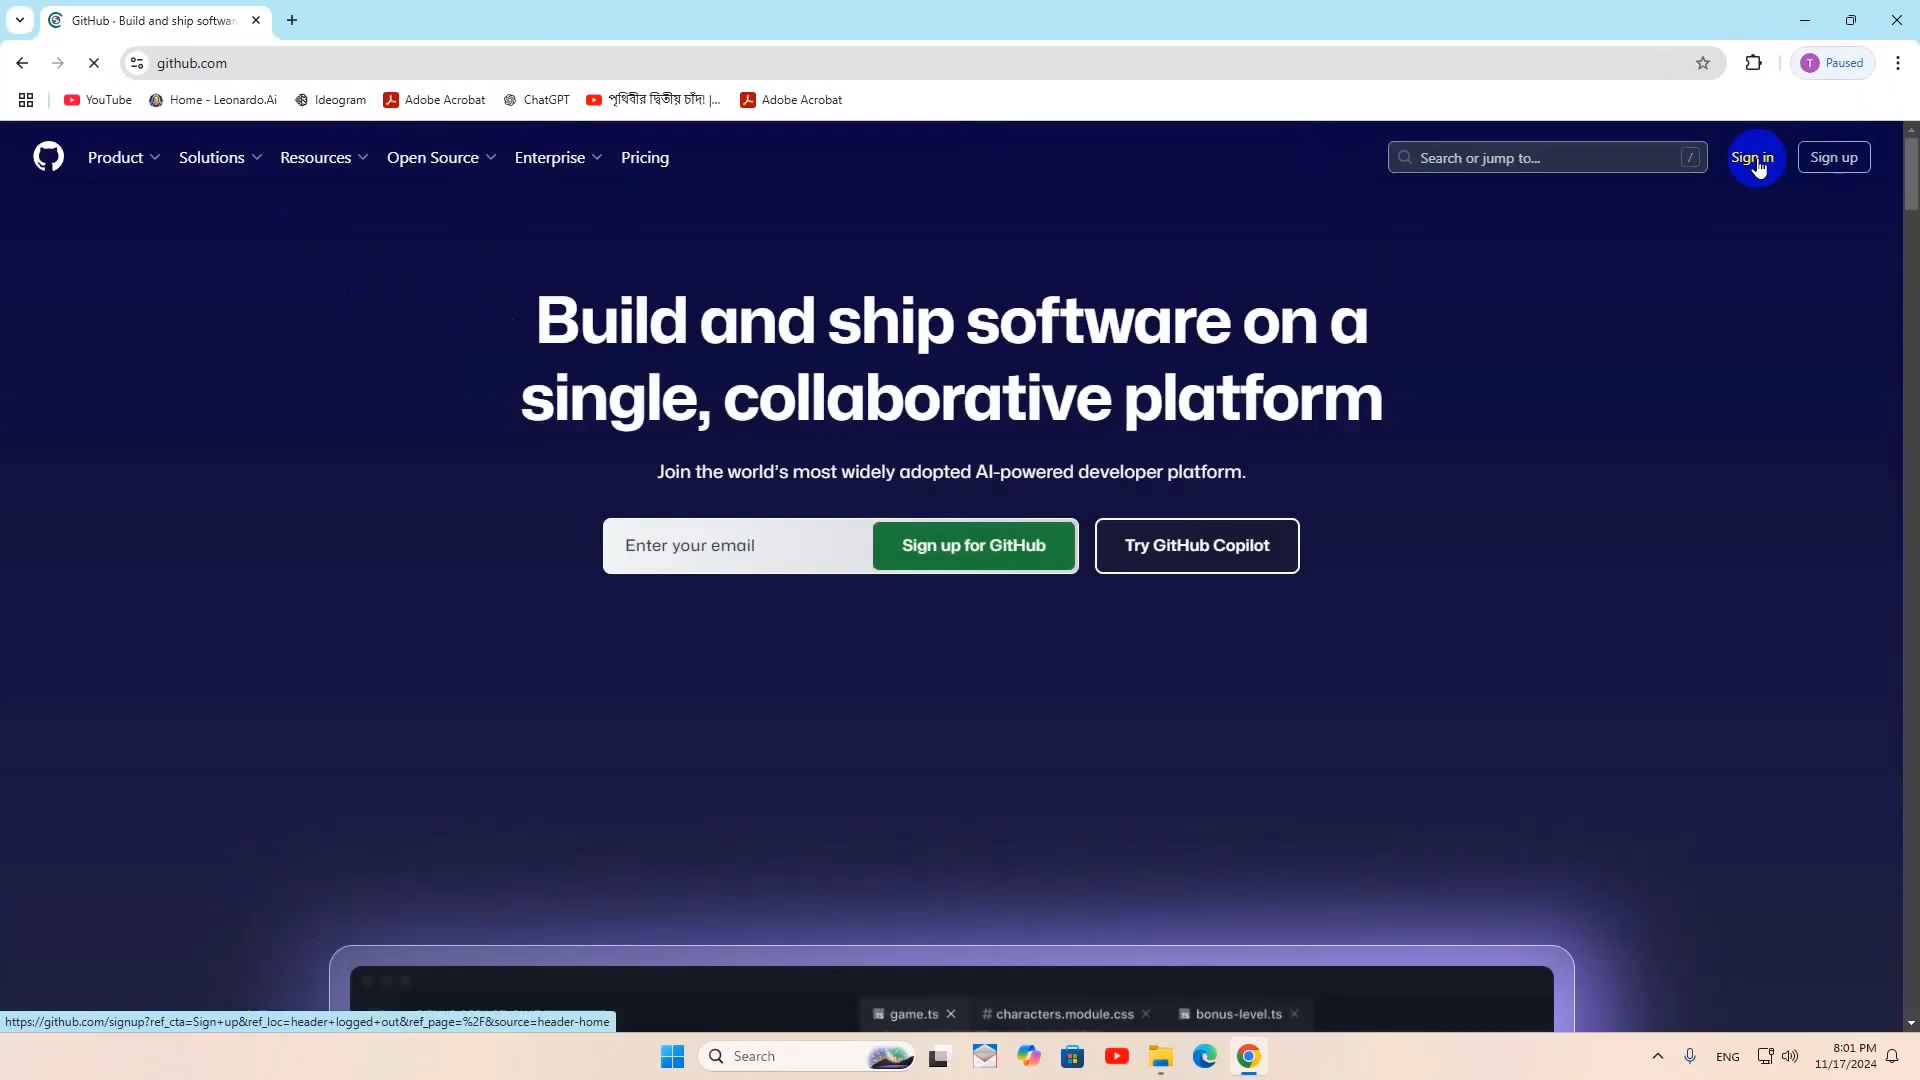 GitHub · Build and ship softwar
github.com
T Paused
YouTube Home - Leonardo.Ai Ideogram Adobe Acrobat ChatGPT পৃথিবীর দ্বিতীয় চাঁদ! |... Adobe Acrobat
Product Solutions Resources Open Source Enterprise Pricing Search or jump to... / Sign in Sign up
Build and ship software on a
single, collaborative platform
Join the world’s most widely adopted AI-powered developer platform.
Enter your email Sign up for GitHub Try GitHub Copilot
game.ts # characters.module.css bonus-level.ts
https://github.com/signup?ref_cta=Sign+up&ref_loc=header+logged+out&ref_page=%2F&source=header-home
Search ENG 8:01 PM
11/17/2024